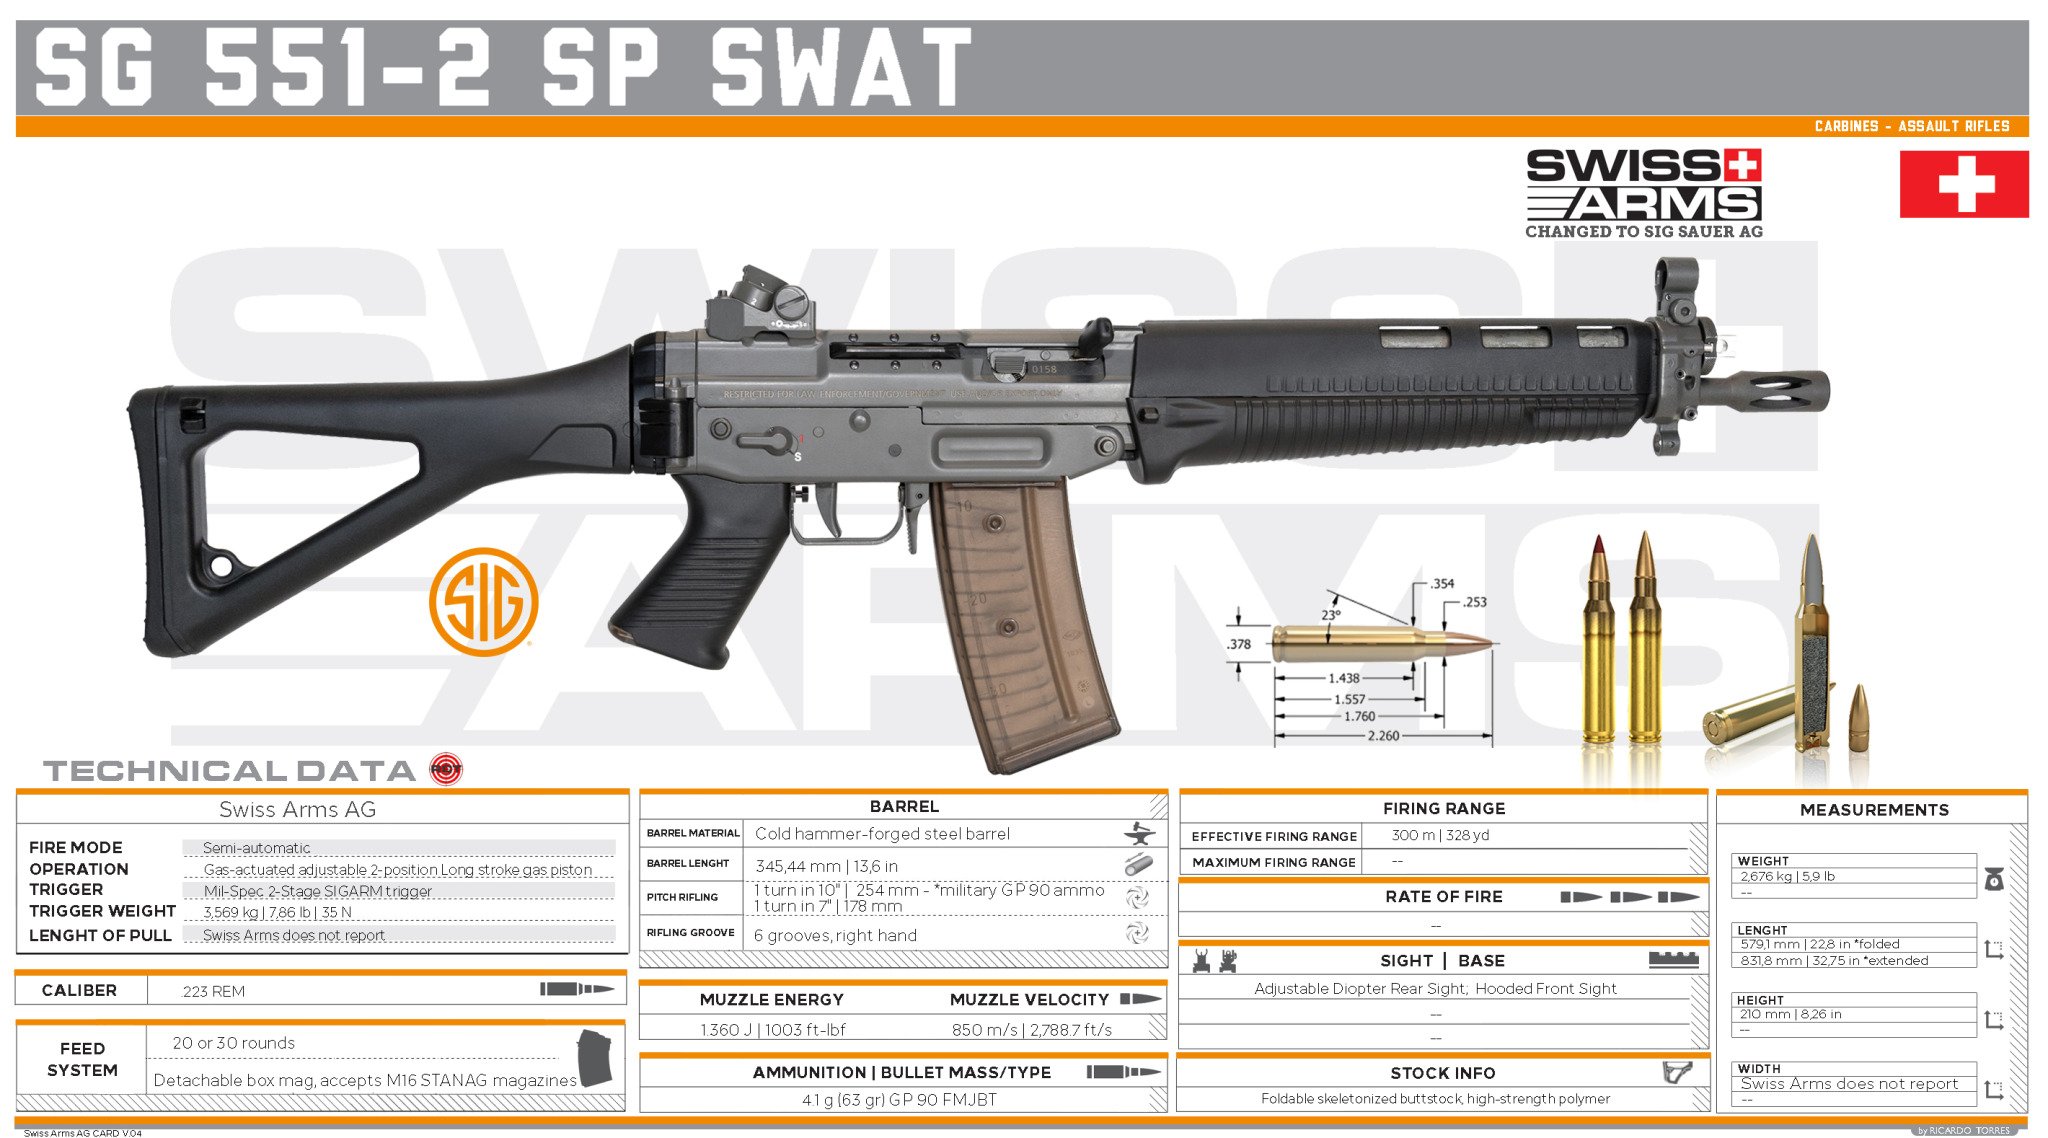 SG 551-2 SP SWAT
CARBINES - ASSAULT RIFLES
SWISS
ARMS
CHANGED TO SIG SAUER AG
SWISS
ARMS
0158
RESTRICTED FOR LAW ENFORCEMENT/GOVERNMENT USE
1
S
10
20
30
SIG
.354
.253
23°
.378
1.438
1.557
1.760
2.260
TECHNICAL DATA
Swiss Arms AG
FIRE MODE Semi-automatic
OPERATION Gas-actuated adjustable 2-position Long stroke gas piston
TRIGGER Mil-Spec 2-Stage SIGARM trigger
TRIGGER WEIGHT 3,569 kg | 7,86 lb | 35 N
LENGHT OF PULL Swiss Arms does not report
CALIBER .223 REM
FEED
SYSTEM
20 or 30 rounds
Detachable box mag, accepts M16 STANAG magazines
BARREL
BARREL MATERIAL Cold hammer-forged steel barrel
BARREL LENGHT 345,44 mm | 13,6 in
PITCH RIFLING
1 turn in 10" | 254 mm - *military GP 90 ammo
1 turn in 7" | 178 mm
RIFLING GROOVE 6 grooves, right hand
MUZZLE ENERGY MUZZLE VELOCITY
1.360 J | 1003 ft-lbf 850 m/s | 2,788.7 ft/s
AMMUNITION | BULLET MASS/TYPE
4.1 g (63 gr) GP 90 FMJBT
FIRING RANGE
EFFECTIVE FIRING RANGE 300 m | 328 yd
MAXIMUM FIRING RANGE --
RATE OF FIRE
--
SIGHT | BASE
Adjustable Diopter Rear Sight; Hooded Front Sight
--
--
STOCK INFO
Foldable skeletonized buttstock, high-strength polymer
MEASUREMENTS
WEIGHT
2,676 kg | 5,9 lb
--
LENGHT
579,1 mm | 22,8 in *folded
831,8 mm | 32,75 in *extended
HEIGHT
210 mm | 8,26 in
--
WIDTH
Swiss Arms does not report
--
Swiss Arms AG CARD V.04
by RICARDO TORRES